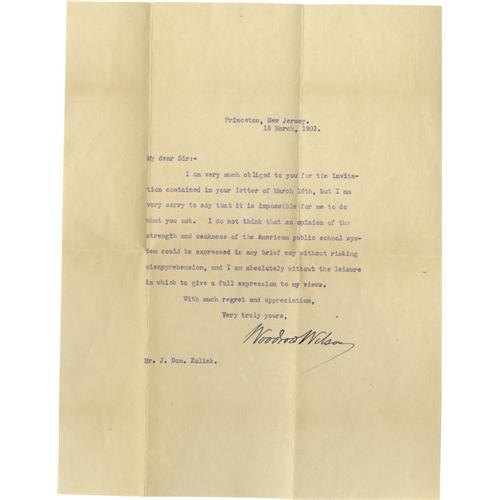 Princeton, New Jersey.
18 March, 1903.
My dear Sir:-
I am very much obliged to you for the invita-
tion contained in your letter of March 16th, but I am
very sorry to say that it is impossible for me to do
what you ask. I do not think that an opinion of the
strength and weakness of the American public school sys-
tem could be expressed in any brief way without risking
misapprehension, and I am absolutely without the leisure
in which to give a full expression to my views.
With much regret and appreciation,
Very truly yours,
Woodrow Wilson
Mr. J. Don. Zulick.